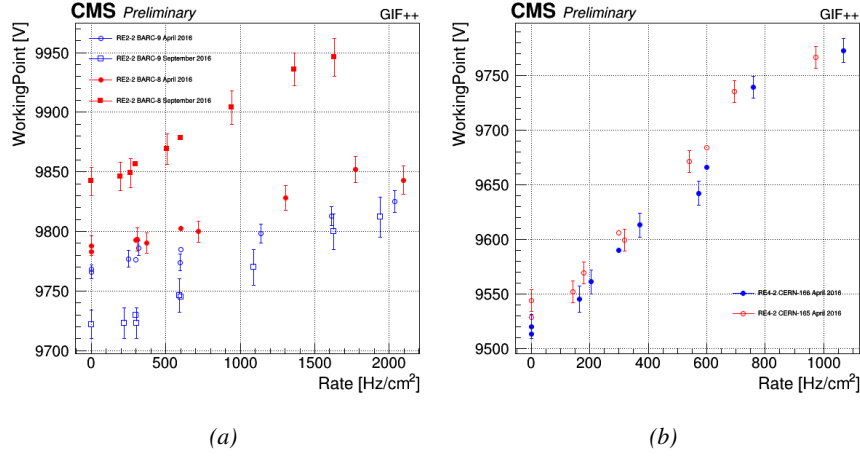 CMS Preliminary GIF++
WorkingPoint [V]
9950
9900
9850
9800
9750
9700
RE2-2 BARC-9 April 2016
RE2-2 BARC-9 September 2016
RE2-2 BARC-8 April 2016
RE2-2 BARC-8 September 2016
0 500 1000 1500 2000
Rate [Hz/cm²]
(a)
CMS Preliminary GIF++
WorkingPoint [V]
9750
9700
9650
9600
9550
9500
RE4-2 CERN-166 April 2016
RE4-2 CERN-165 April 2016
0 200 400 600 800 1000
Rate [Hz/cm²]
(b)